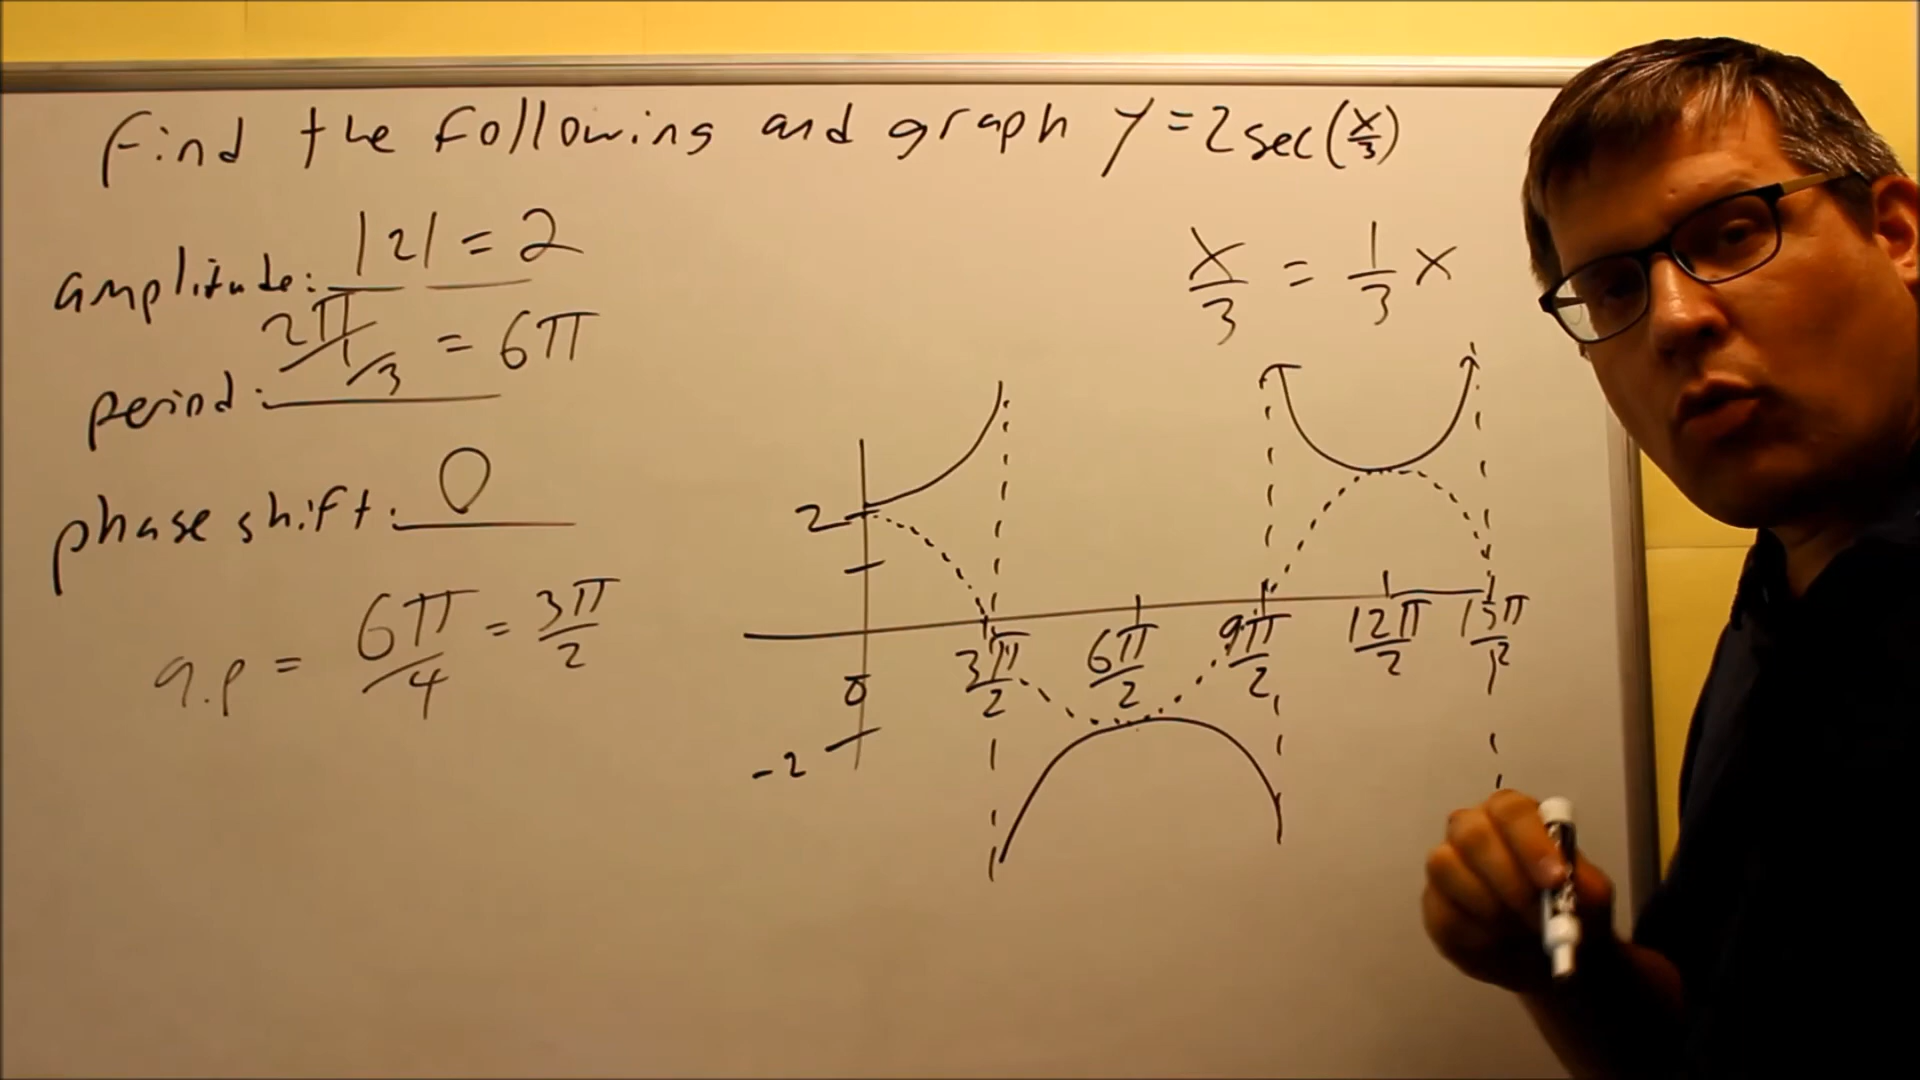 Find the following and graph y=2sec(x/3)
amplitude: |2| = 2
x/3 = 1/3 x
period: 2π/1/3 = 6π
phase shift: 0
q.p = 6π/4 = 3π/2
2
0 3π/2 6π/2 9π/2 12π/2 15π/2
-2